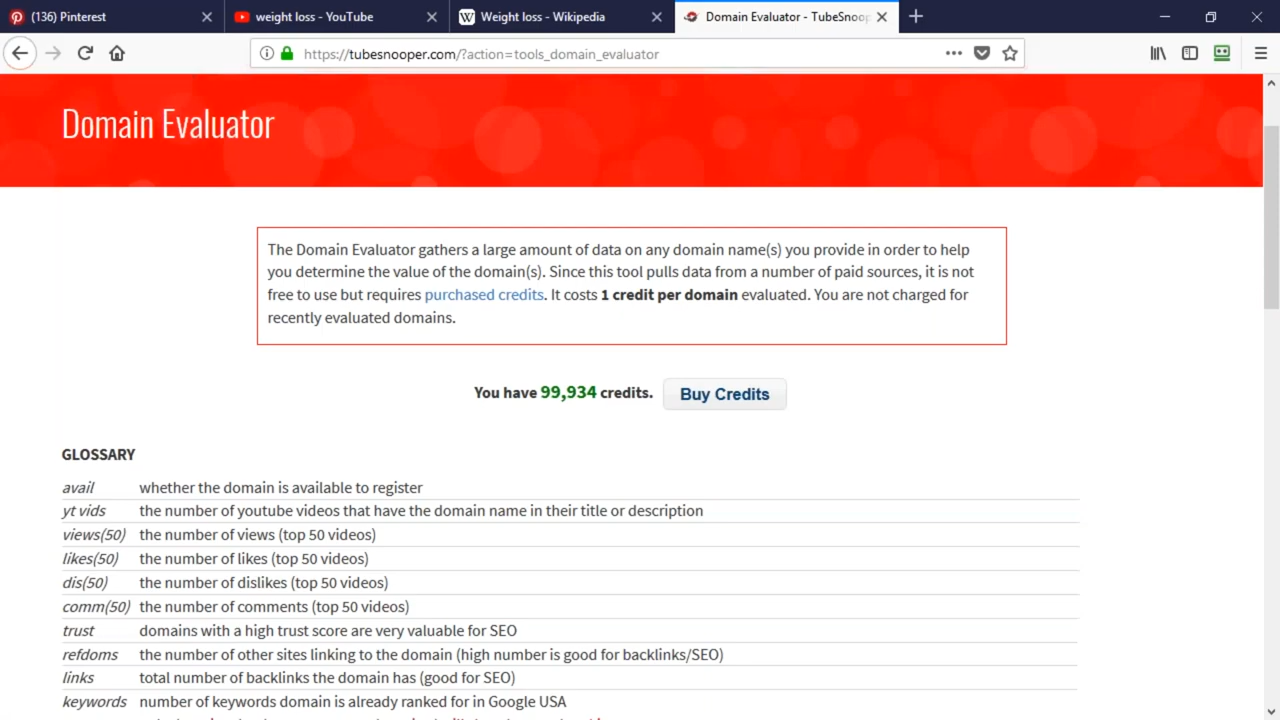 (136) Pinterest
weight loss - YouTube
Weight loss - Wikipedia
Domain Evaluator - TubeSnoop
https://tubesnooper.com/?action=tools_domain_evaluator
Domain Evaluator
The Domain Evaluator gathers a large amount of data on any domain name(s) you provide in order to help
you determine the value of the domain(s). Since this tool pulls data from a number of paid sources, it is not
free to use but requires purchased credits. It costs 1 credit per domain evaluated. You are not charged for
recently evaluated domains.
You have 99,934 credits.
Buy Credits
GLOSSARY
avail whether the domain is available to register
yt vids the number of youtube videos that have the domain name in their title or description
views(50) the number of views (top 50 videos)
likes(50) the number of likes (top 50 videos)
dis(50) the number of dislikes (top 50 videos)
comm(50) the number of comments (top 50 videos)
trust domains with a high trust score are very valuable for SEO
refdoms the number of other sites linking to the domain (high number is good for backlinks/SEO)
links total number of backlinks the domain has (good for SEO)
keywords number of keywords domain is already ranked for in Google USA